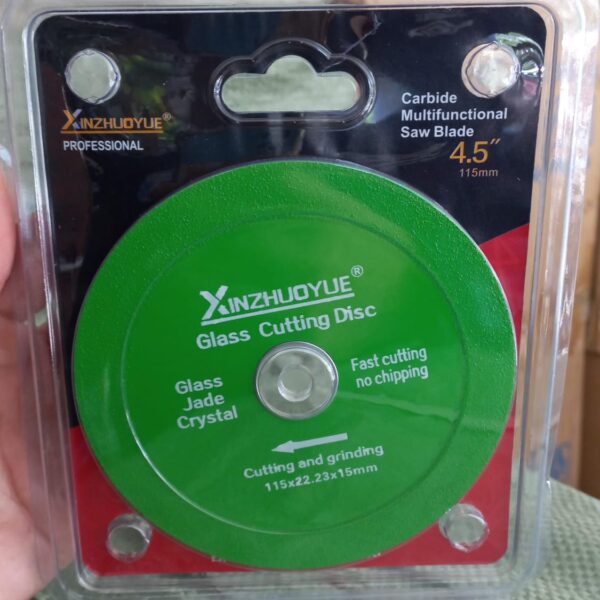 XINZHUOYUE®
PROFESSIONAL
Carbide
Multifunctional
Saw Blade
4.5″
115mm
XINZHUOYUE®
Glass Cutting Disc
Glass
Jade
Crystal
Fast cutting
no chipping
Cutting and grinding
115x22.23x15mm